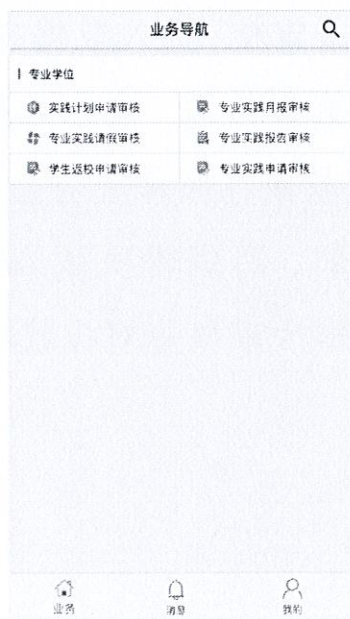 业务导航
专业学位
实践计划申请审核 专业实践月报审核
专业实践请假审核 专业实践报告审核
学生返校申请审核 专业实践申请审核
业务 消息 我的